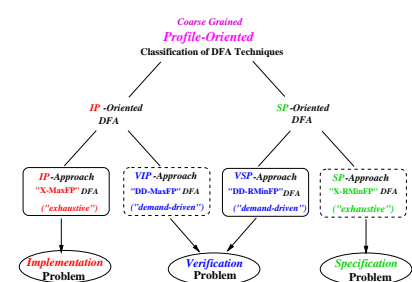 Coarse Grained
Profile-Oriented
Classification of DFA Techniques
IP -Oriented
DFA
SP -Oriented
DFA
IP -Approach
"X-MaxFP" DFA
("exhaustive")
VIP -Approach
"DD-MaxFP" DFA
("demand-driven")
VSP -Approach
"DD-RMinFP" DFA
("demand-driven")
SP -Approach
"X-RMinFP" DFA
("exhaustive")
Implementation
Problem
Verification
Problem
Specification
Problem